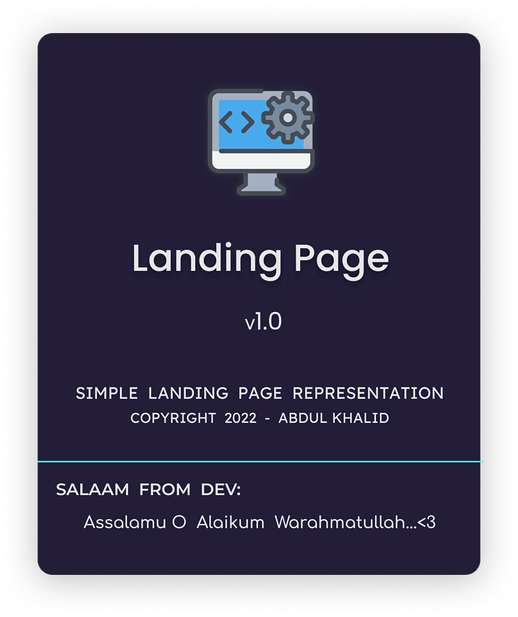 Landing Page
v1.0
SIMPLE LANDING PAGE REPRESENTATION
COPYRIGHT 2022 - ABDUL KHALID
SALAAM FROM DEV:
Assalamu O Alaikum Warahmatullah...<3